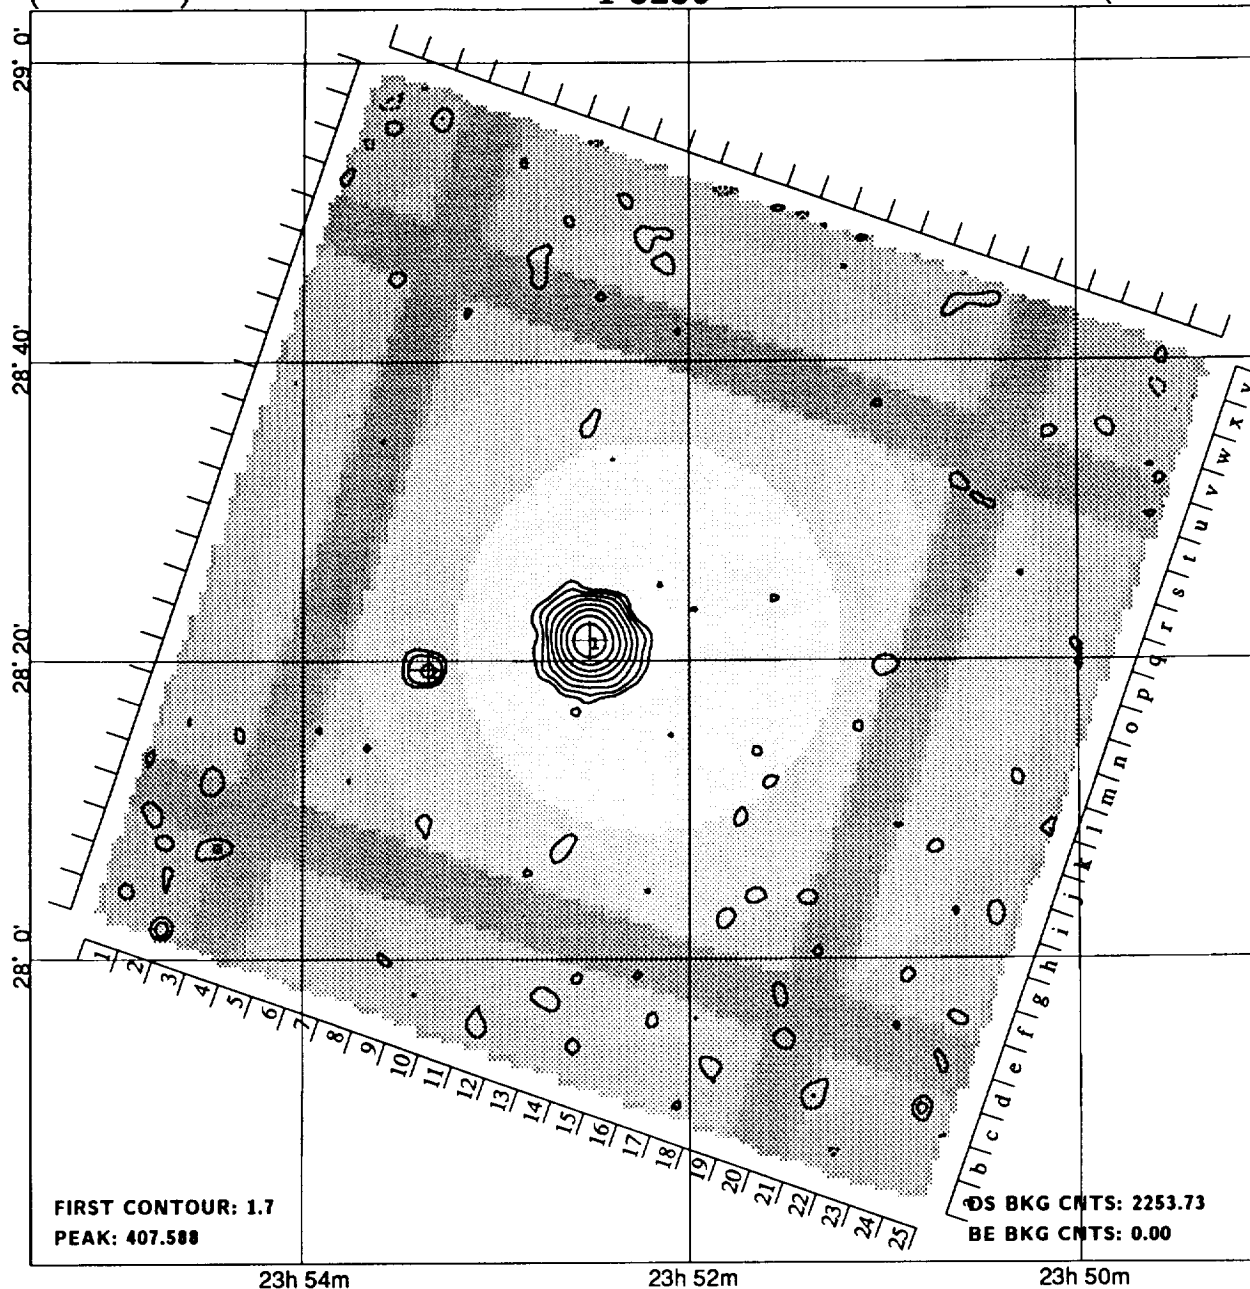 29° 0'
28° 40'
28° 20'
28° 0'
1
1 2 3 4 5 6 7 8 9 10 11 12 13 14 15 16 17 18 19 20 21 22 23 24 25
a b c d e f g h i j k l m n o p q r s t u v w x y
FIRST CONTOUR: 1.7
PEAK: 407.588
DS BKG CNTS: 2253.73
BE BKG CNTS: 0.00
23h 54m
23h 52m
23h 50m